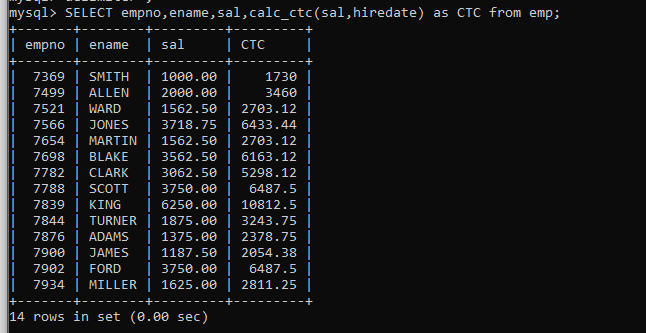 mysql> SELECT empno,ename,sal,calc_ctc(sal,hiredate) as CTC from emp;
+-------+--------+---------+---------+
| empno | ename  | sal     | CTC     |
+-------+--------+---------+---------+
|  7369 | SMITH  | 1000.00 |    1730 |
|  7499 | ALLEN  | 2000.00 |    3460 |
|  7521 | WARD   | 1562.50 | 2703.12 |
|  7566 | JONES  | 3718.75 | 6433.44 |
|  7654 | MARTIN | 1562.50 | 2703.12 |
|  7698 | BLAKE  | 3562.50 | 6163.12 |
|  7782 | CLARK  | 3062.50 | 5298.12 |
|  7788 | SCOTT  | 3750.00 |  6487.5 |
|  7839 | KING   | 6250.00 | 10812.5 |
|  7844 | TURNER | 1875.00 | 3243.75 |
|  7876 | ADAMS  | 1375.00 | 2378.75 |
|  7900 | JAMES  | 1187.50 | 2054.38 |
|  7902 | FORD   | 3750.00 |  6487.5 |
|  7934 | MILLER | 1625.00 | 2811.25 |
+-------+--------+---------+---------+
14 rows in set (0.00 sec)